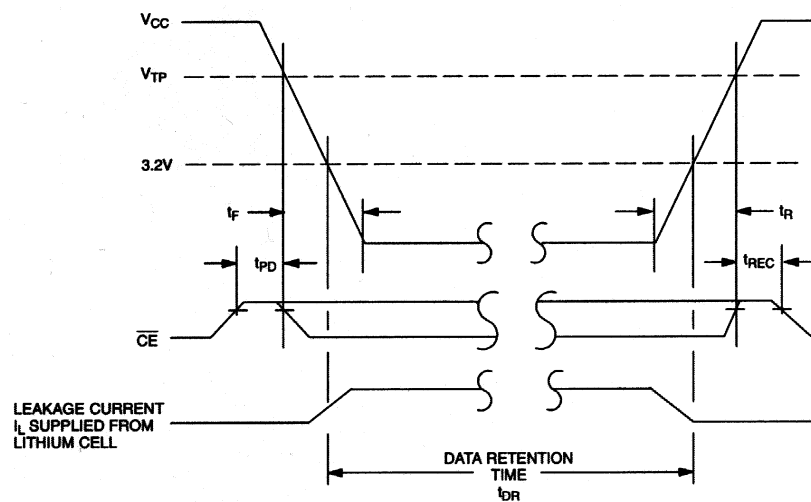 VCC
VTP
3.2V
tF
tR
tPD
tREC
CE
LEAKAGE CURRENT
IL SUPPLIED FROM
LITHIUM CELL
DATA RETENTION
TIME
tDR